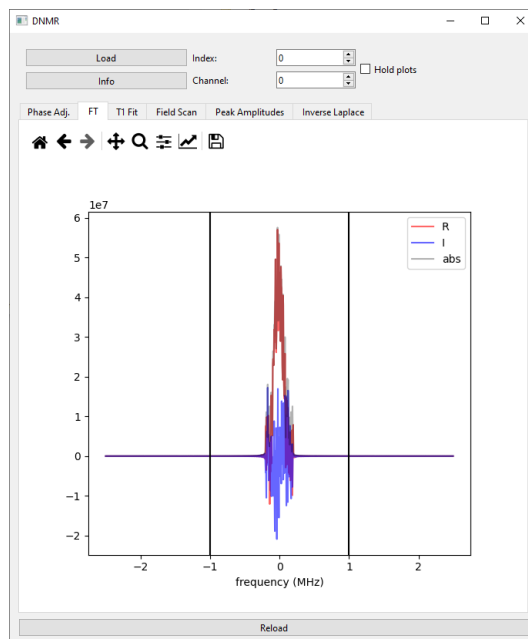 DNMR
Load Index: 0
Hold plots
Info Channel: 0
Phase Adj. FT T1 Fit Field Scan Peak Amplitudes Inverse Laplace
1e7
6
R
I
abs
5
4
3
2
1
0
−1
−2
−2 −1 0 1 2
frequency (MHz)
Reload